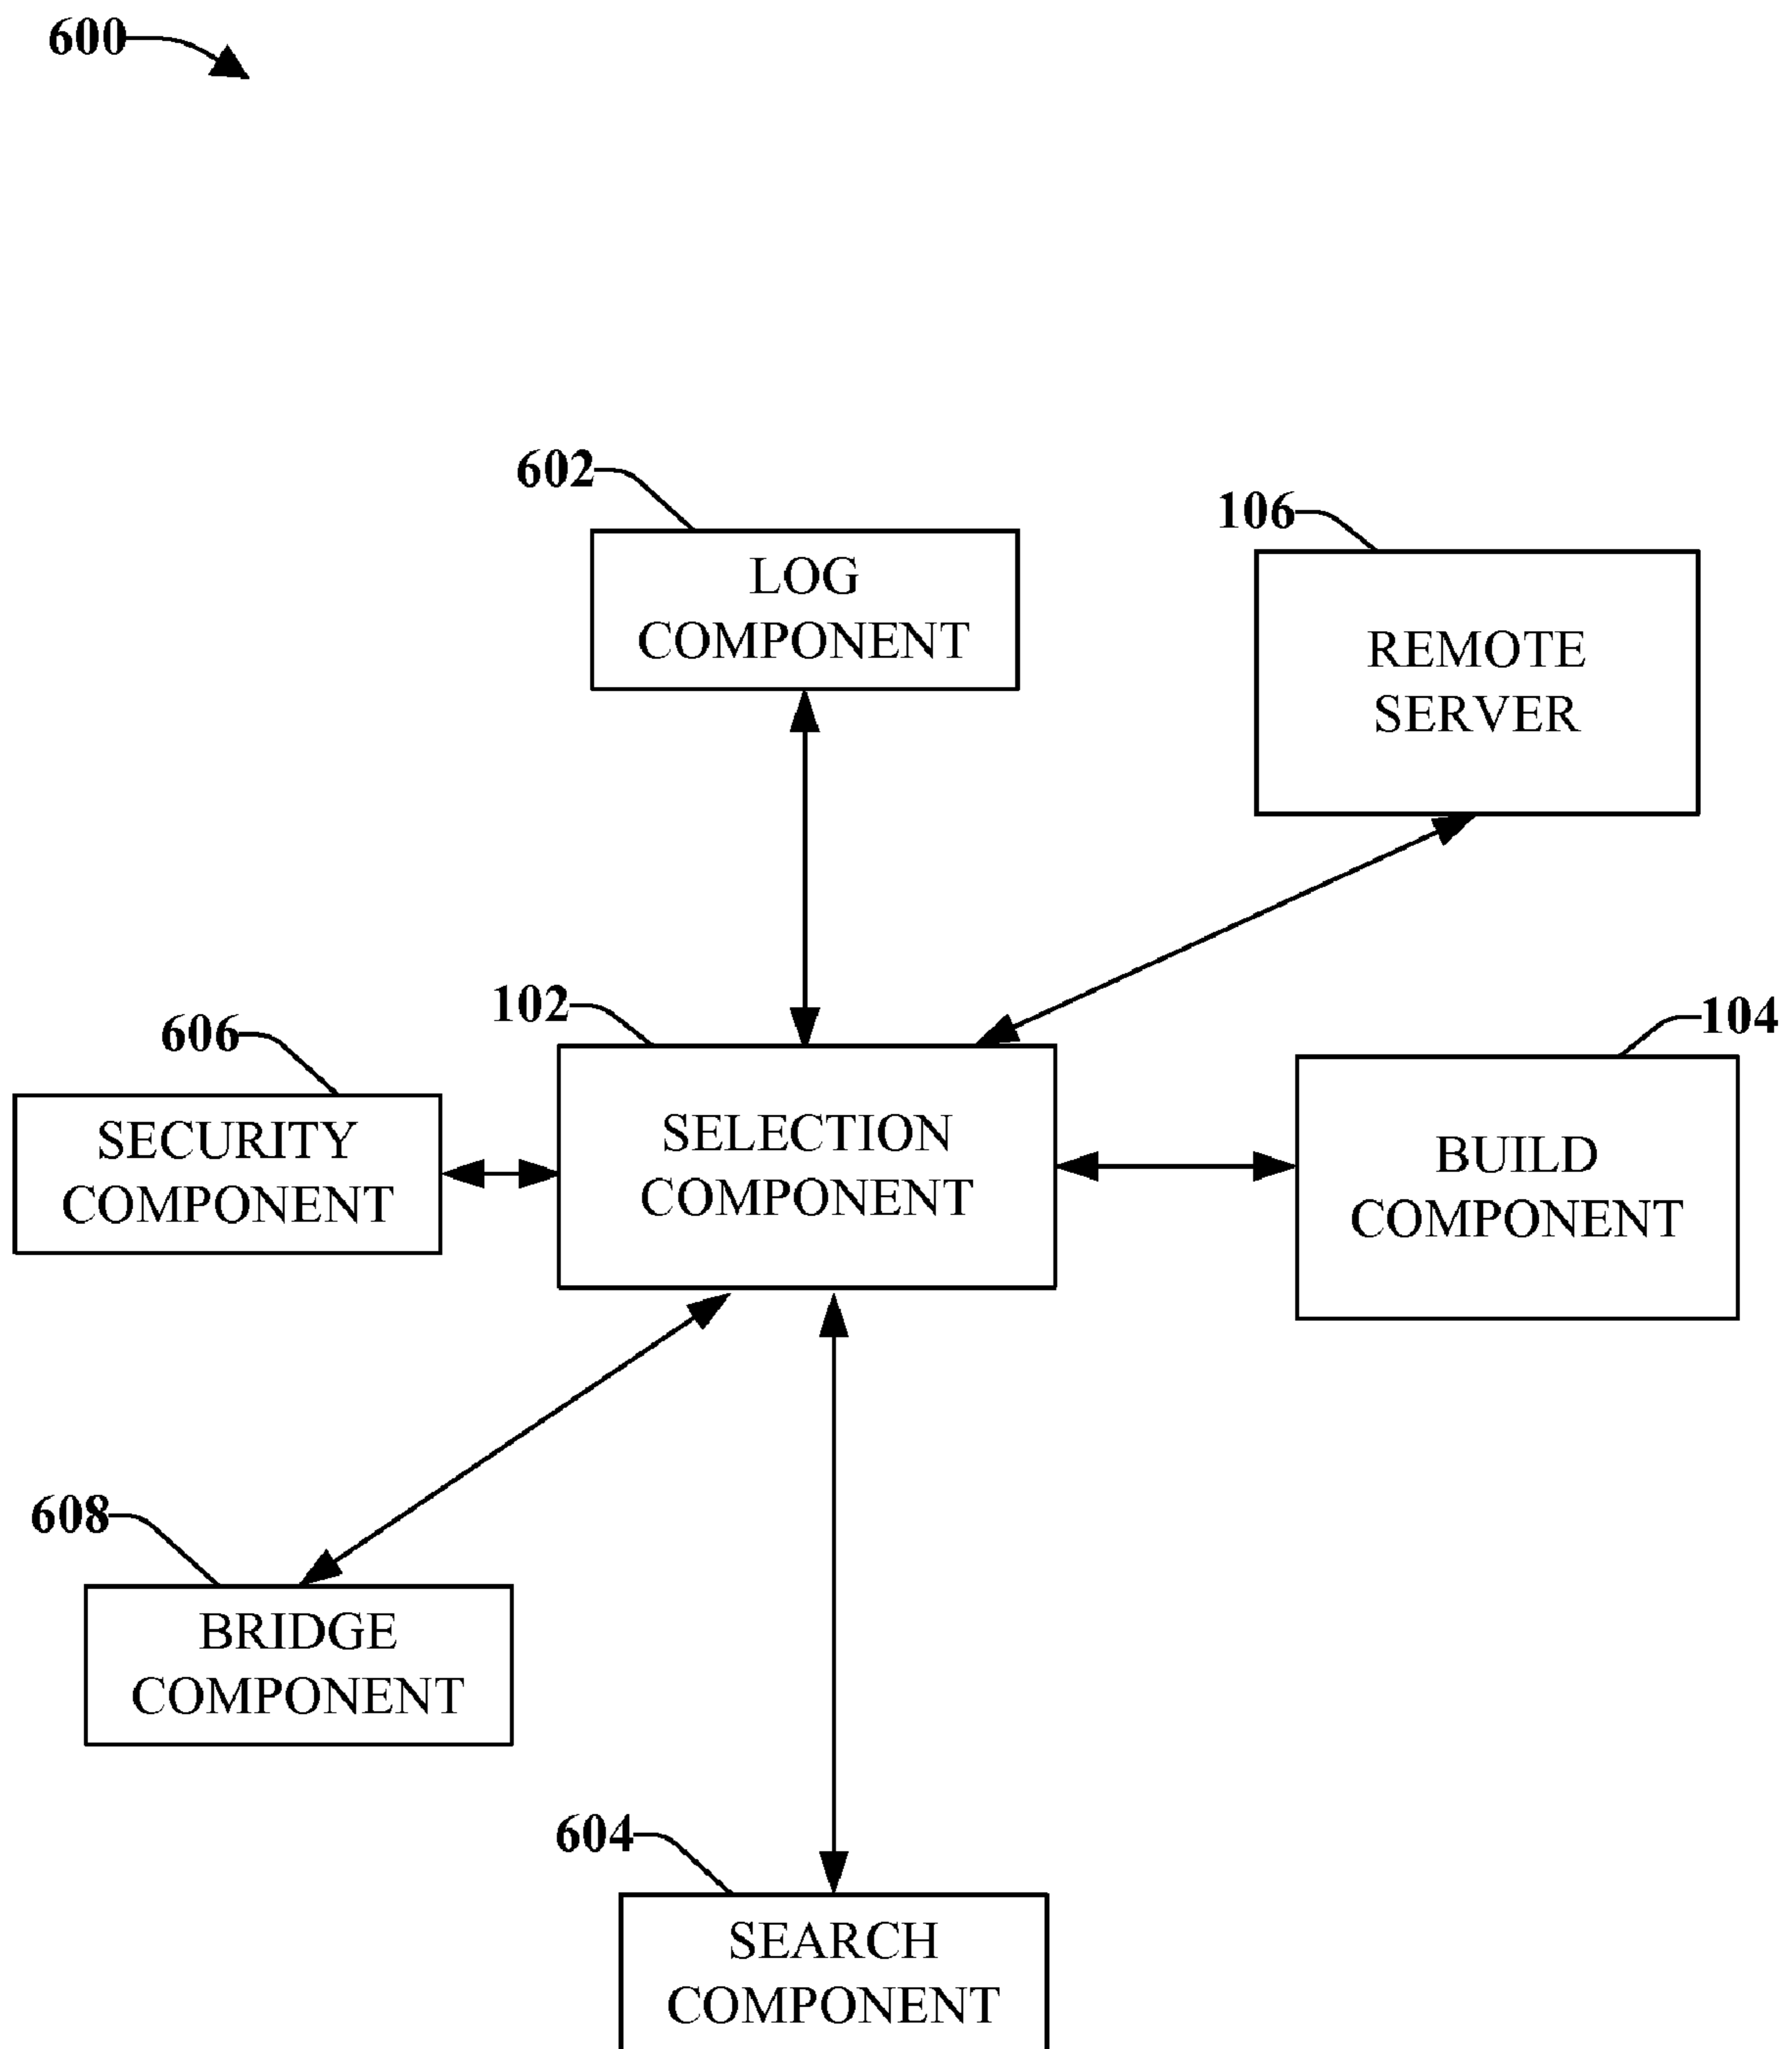 600
602
LOG
COMPONENT
106
REMOTE
SERVER
102
SELECTION
COMPONENT
606
SECURITY
COMPONENT
104
BUILD
COMPONENT
608
BRIDGE
COMPONENT
604
SEARCH
COMPONENT